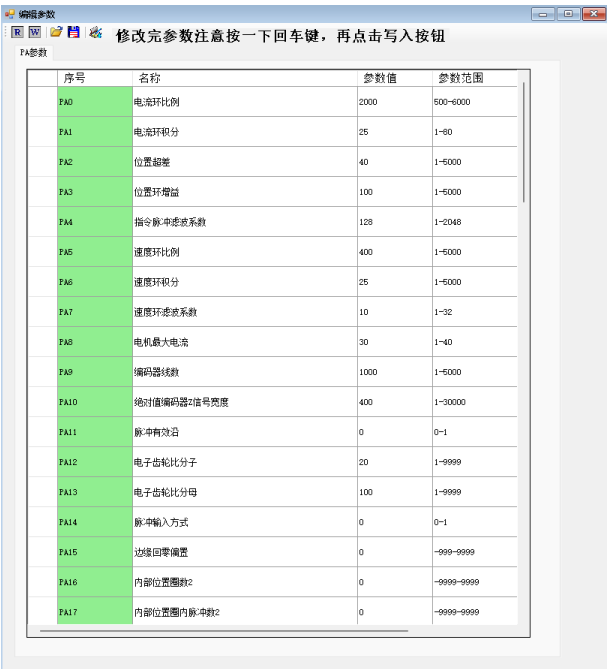 编辑参数
R W 修改完参数注意按一下回车键，再点击写入按钮
PA参数
序号 名称 参数值 参数范围
PA0 电流环比例 2000 500-6000
PA1 电流环积分 25 1-80
PA2 位置超差 40 1-5000
PA3 位置环增益 100 1-5000
PA4 指令脉冲滤波系数 128 1-2048
PA5 速度环比例 400 1-5000
PA6 速度环积分 25 1-5000
PA7 速度环滤波系数 10 1-32
PA8 电机最大电流 30 1-40
PA9 编码器线数 1000 1-5000
PA10 绝对值编码器Z信号宽度 400 1-30000
PA11 脉冲有效沿 0 0-1
PA12 电子齿轮比分子 20 1-9999
PA13 电子齿轮比分母 100 1-9999
PA14 脉冲输入方式 0 0-1
PA15 边缘回零偏置 0 -999-9999
PA16 内部位置圈数2 0 -9999-9999
PA17 内部位置圈内脉冲数2 0 -9999-9999